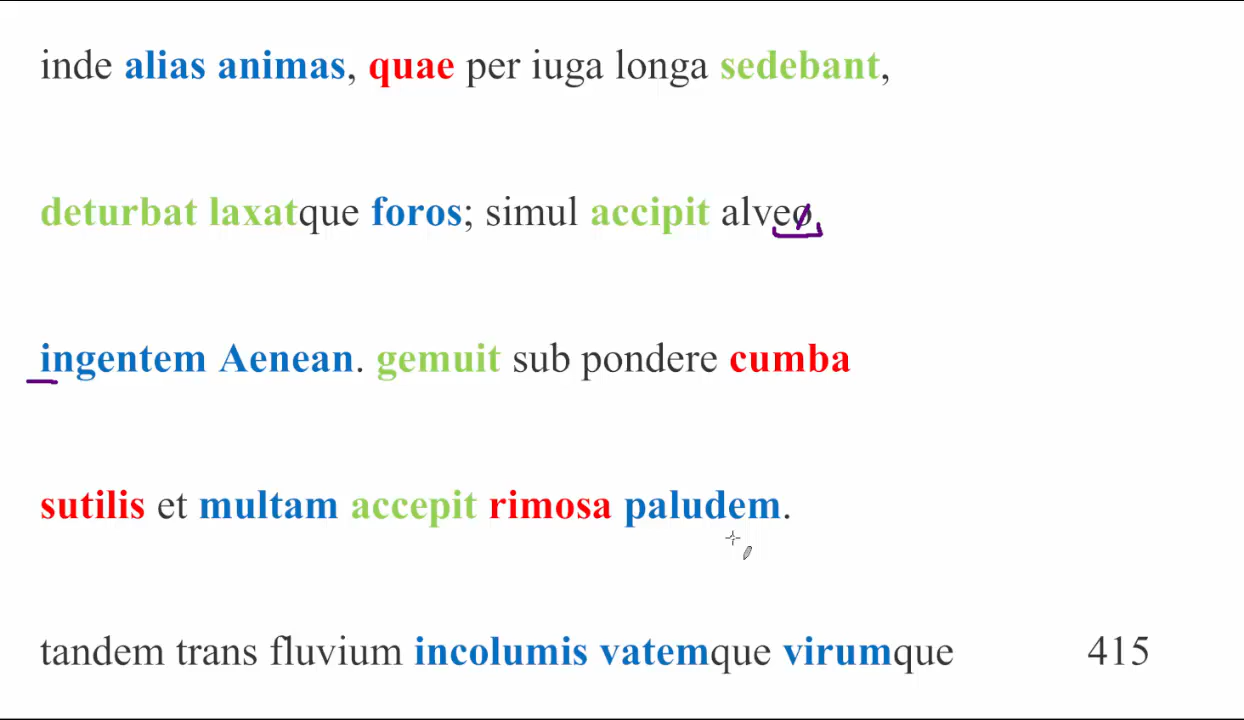 inde alias animas, quae per iuga longa sedebant,
deturbat laxatque foros; simul accipit alveo,
ingentem Aenean. gemuit sub pondere cumba
sutilis et multam accepit rimosa paludem.
tandem trans fluvium incolumis vatemque virumque 415